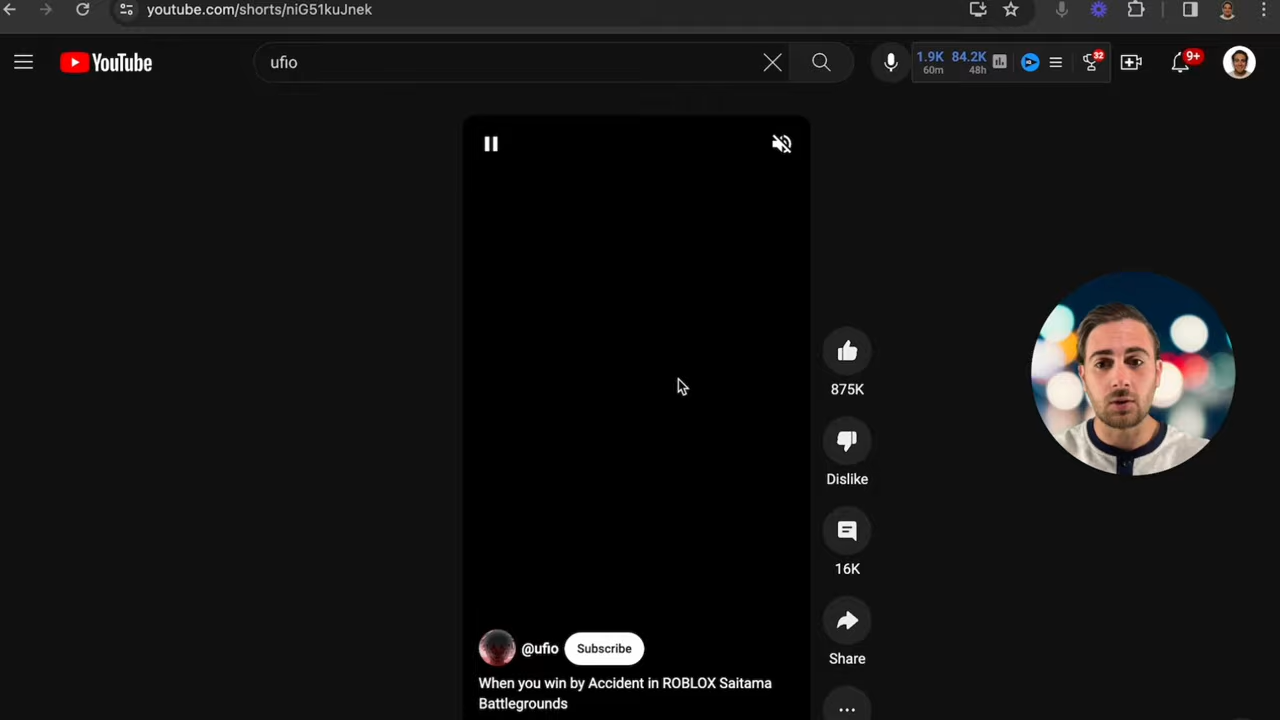 youtube.com/shorts/niG51kuJnek
YouTube
ufio
1.9K 84.2K
60m 48h
32
9+
875K
Dislike
16K
Share
@ufio Subscribe
When you win by Accident in ROBLOX Saitama
Battlegrounds